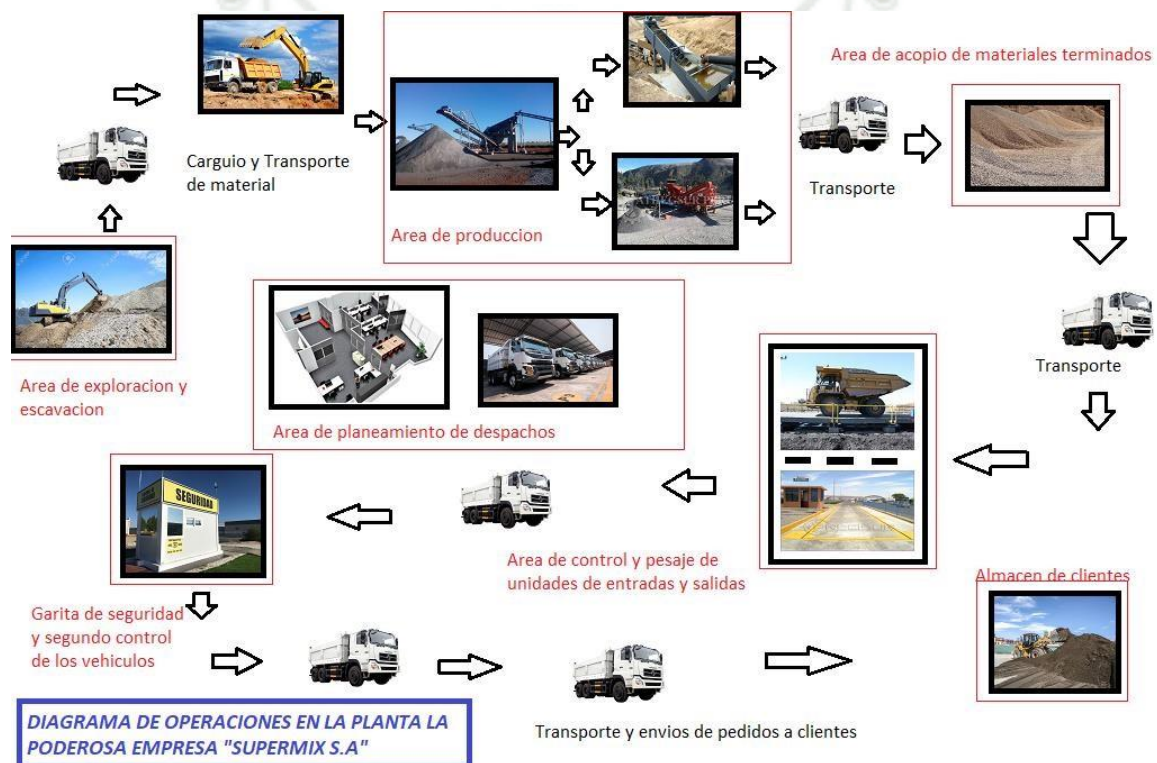 Area de acopio de materiales terminados
Carguio y Transporte
de material
Transporte
Area de produccion
Area de exploracion y
escavacion
Transporte
Area de planeamiento de despachos
SEGURIDAD
Area de control y pesaje de
unidades de entradas y salidas
Almacen de clientes
Garita de seguridad
y segundo control
de los vehiculos
Transporte y envios de pedidos a clientes
DIAGRAMA DE OPERACIONES EN LA PLANTA LA
PODEROSA EMPRESA "SUPERMIX S.A"